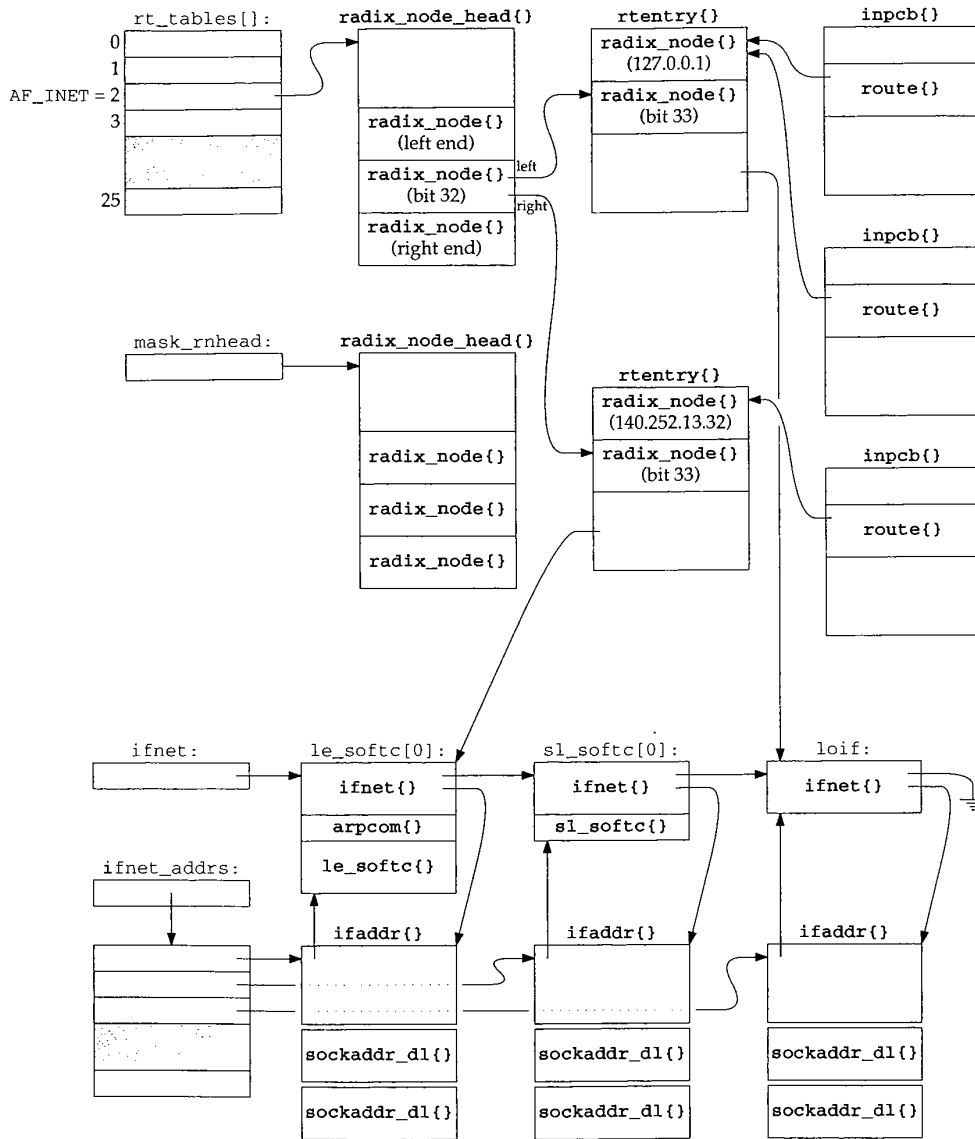 rt_tables[]:
0
1
AF_INET = 2
3
25
radix_node_head{}
radix_node{}
(left end)
radix_node{}
(bit 32)
radix_node{}
(right end)
left
right
rtentry{}
radix_node{}
(127.0.0.1)
radix_node{}
(bit 33)
inpcb{}
route{}
inpcb{}
route{}
mask_rnhead:
radix_node_head{}
radix_node{}
radix_node{}
radix_node{}
rtentry{}
radix_node{}
(140.252.13.32)
radix_node{}
(bit 33)
inpcb{}
route{}
ifnet:
le_softc[0]:
ifnet{}
arpcom{}
le_softc{}
sl_softc[0]:
ifnet{}
sl_softc{}
loif:
ifnet{}
ifnet_addrs:
ifaddr{}
ifaddr{}
ifaddr{}
sockaddr_dl{}
sockaddr_dl{}
sockaddr_dl{}
sockaddr_dl{}
sockaddr_dl{}
sockaddr_dl{}